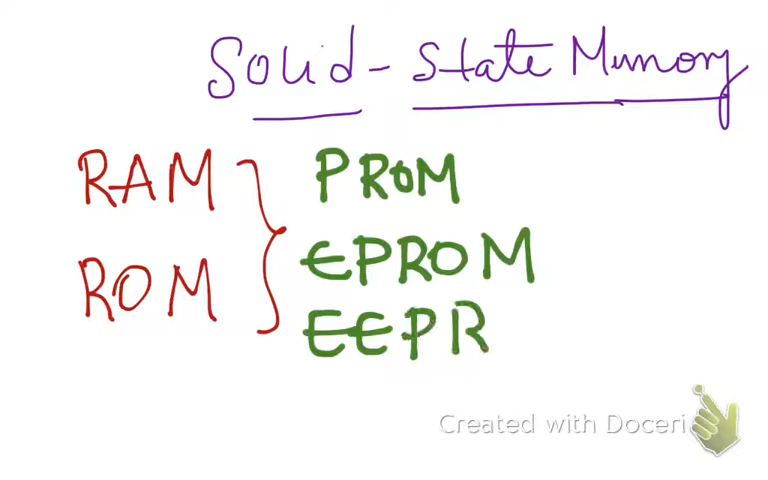 Solid-State Memory
RAM
ROM
PROM
EPROM
EEPR
Created with Doceri